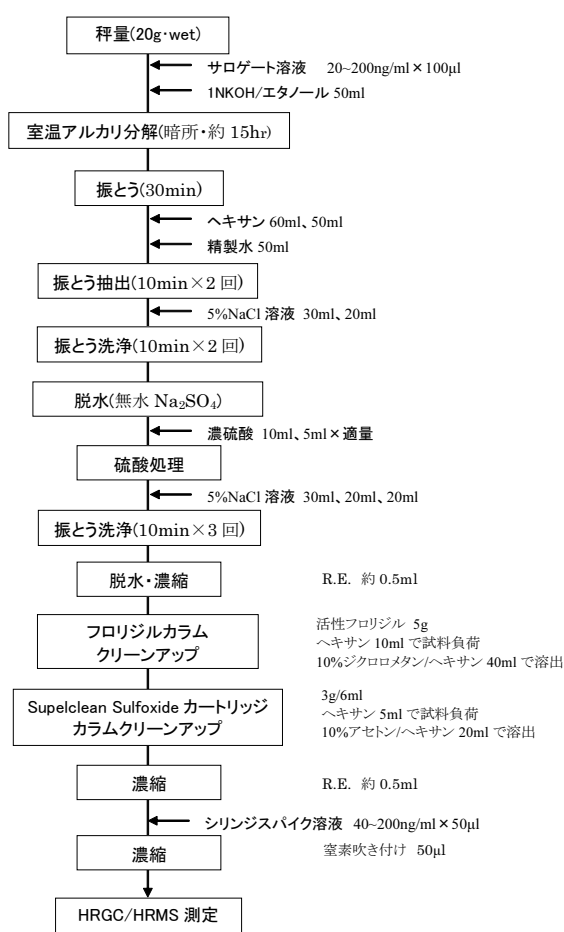 秤量(20g・wet)
サロゲート溶液 20~200ng/ml×100μl
1NKOH/エタノール 50ml
室温アルカリ分解(暗所・約 15hr)
振とう(30min)
ヘキサン 60ml、50ml
精製水 50ml
振とう抽出(10min×2 回)
5%NaCl 溶液 30ml、20ml
振とう洗浄(10min×2 回)
脱水(無水 Na₂SO₄)
濃硫酸 10ml、5ml×適量
硫酸処理
5%NaCl 溶液 30ml、20ml、20ml
振とう洗浄(10min×3 回)
脱水・濃縮
R.E. 約 0.5ml
フロリジルカラム
クリーンアップ
活性フロリジル 5g
ヘキサン 10ml で試料負荷
10%ジクロロメタン/ヘキサン 40ml で溶出
Supelclean Sulfoxide カートリッジ
カラムクリーンアップ
3g/6ml
ヘキサン 5ml で試料負荷
10%アセトン/ヘキサン 20ml で溶出
濃縮
R.E. 約 0.5ml
シリンジスパイク溶液 40~200ng/ml×50μl
濃縮
窒素吹き付け 50μl
HRGC/HRMS 測定